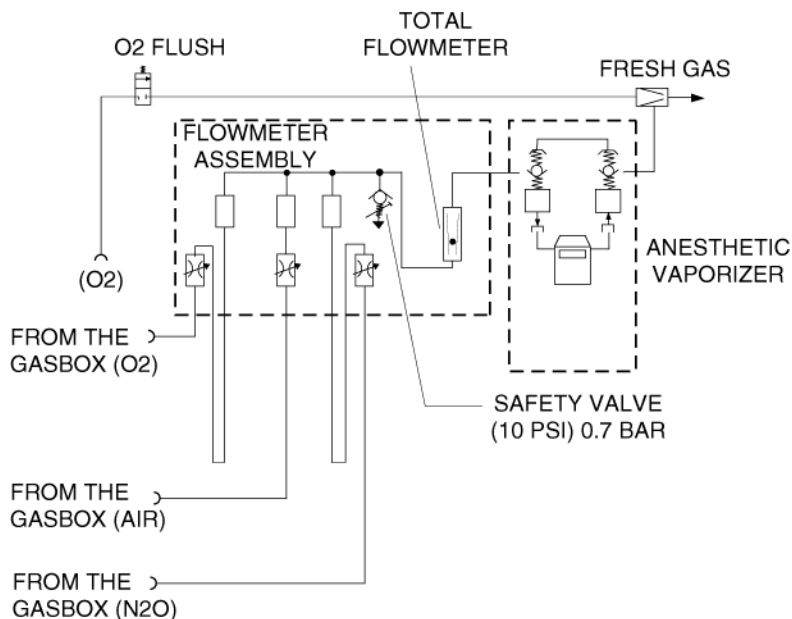 TOTAL
FLOWMETER
O2 FLUSH
FRESH GAS
FLOWMETER
ASSEMBLY
ANESTHETIC
VAPORIZER
(O2)
FROM THE
GASBOX (O2)
SAFETY VALVE
(10 PSI) 0.7 BAR
FROM THE
GASBOX (AIR)
FROM THE
GASBOX (N2O)